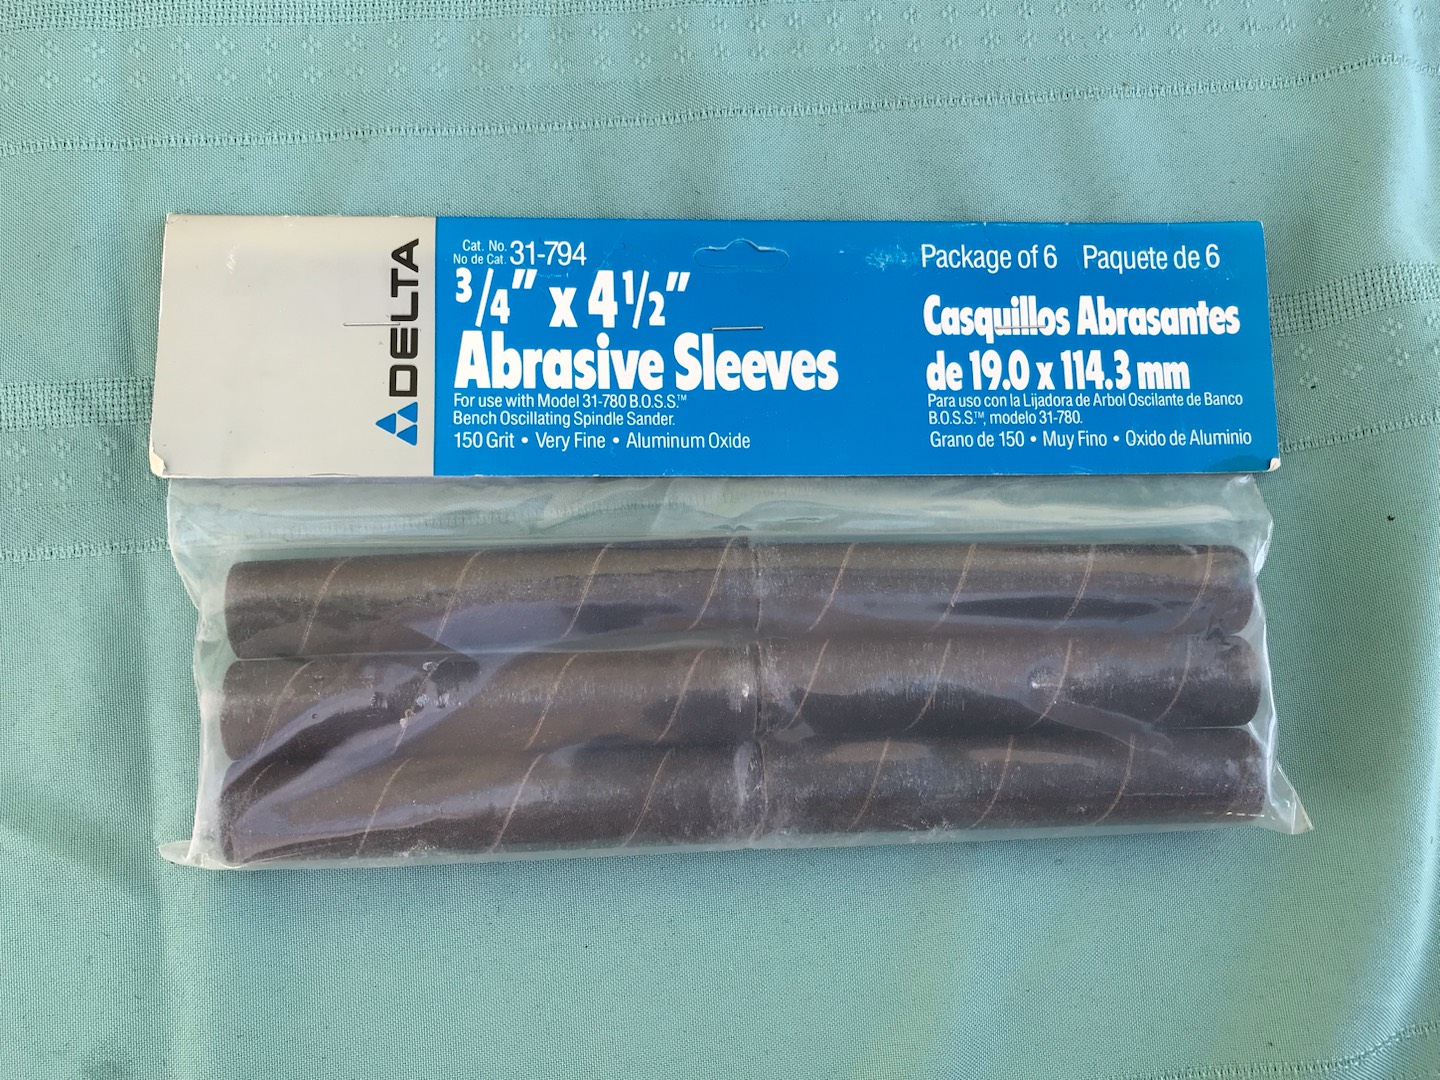 DELTA
Cat. No.
No de Cat. 31-794
3/4" x 4 1/2"
Abrasive Sleeves
For use with Model 31-780 B.O.S.S.™
Bench Oscillating Spindle Sander.
150 Grit • Very Fine • Aluminum Oxide
Package of 6 Paquete de 6
Casquillos Abrasantes
de 19.0 x 114.3 mm
Para uso con la Lijadora de Arbol Oscilante de Banco
B.O.S.S.™, modelo 31-780.
Grano de 150 • Muy Fino • Oxido de Aluminio